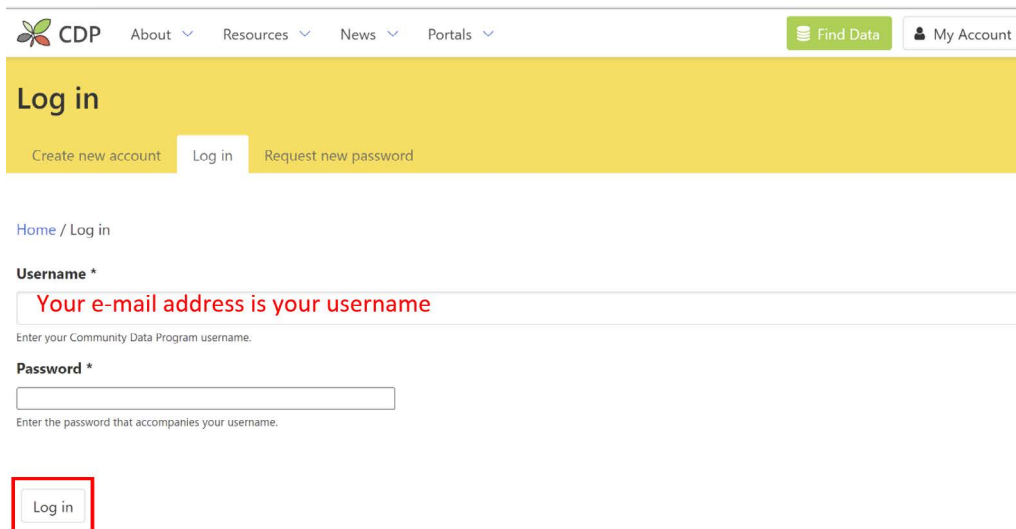 CDP About Resources News Portals Find Data My Account
Log in
Create new account Log in Request new password
Home / Log in
Username *
Your e-mail address is your username
Enter your Community Data Program username.
Password *
Enter the password that accompanies your username.
Log in